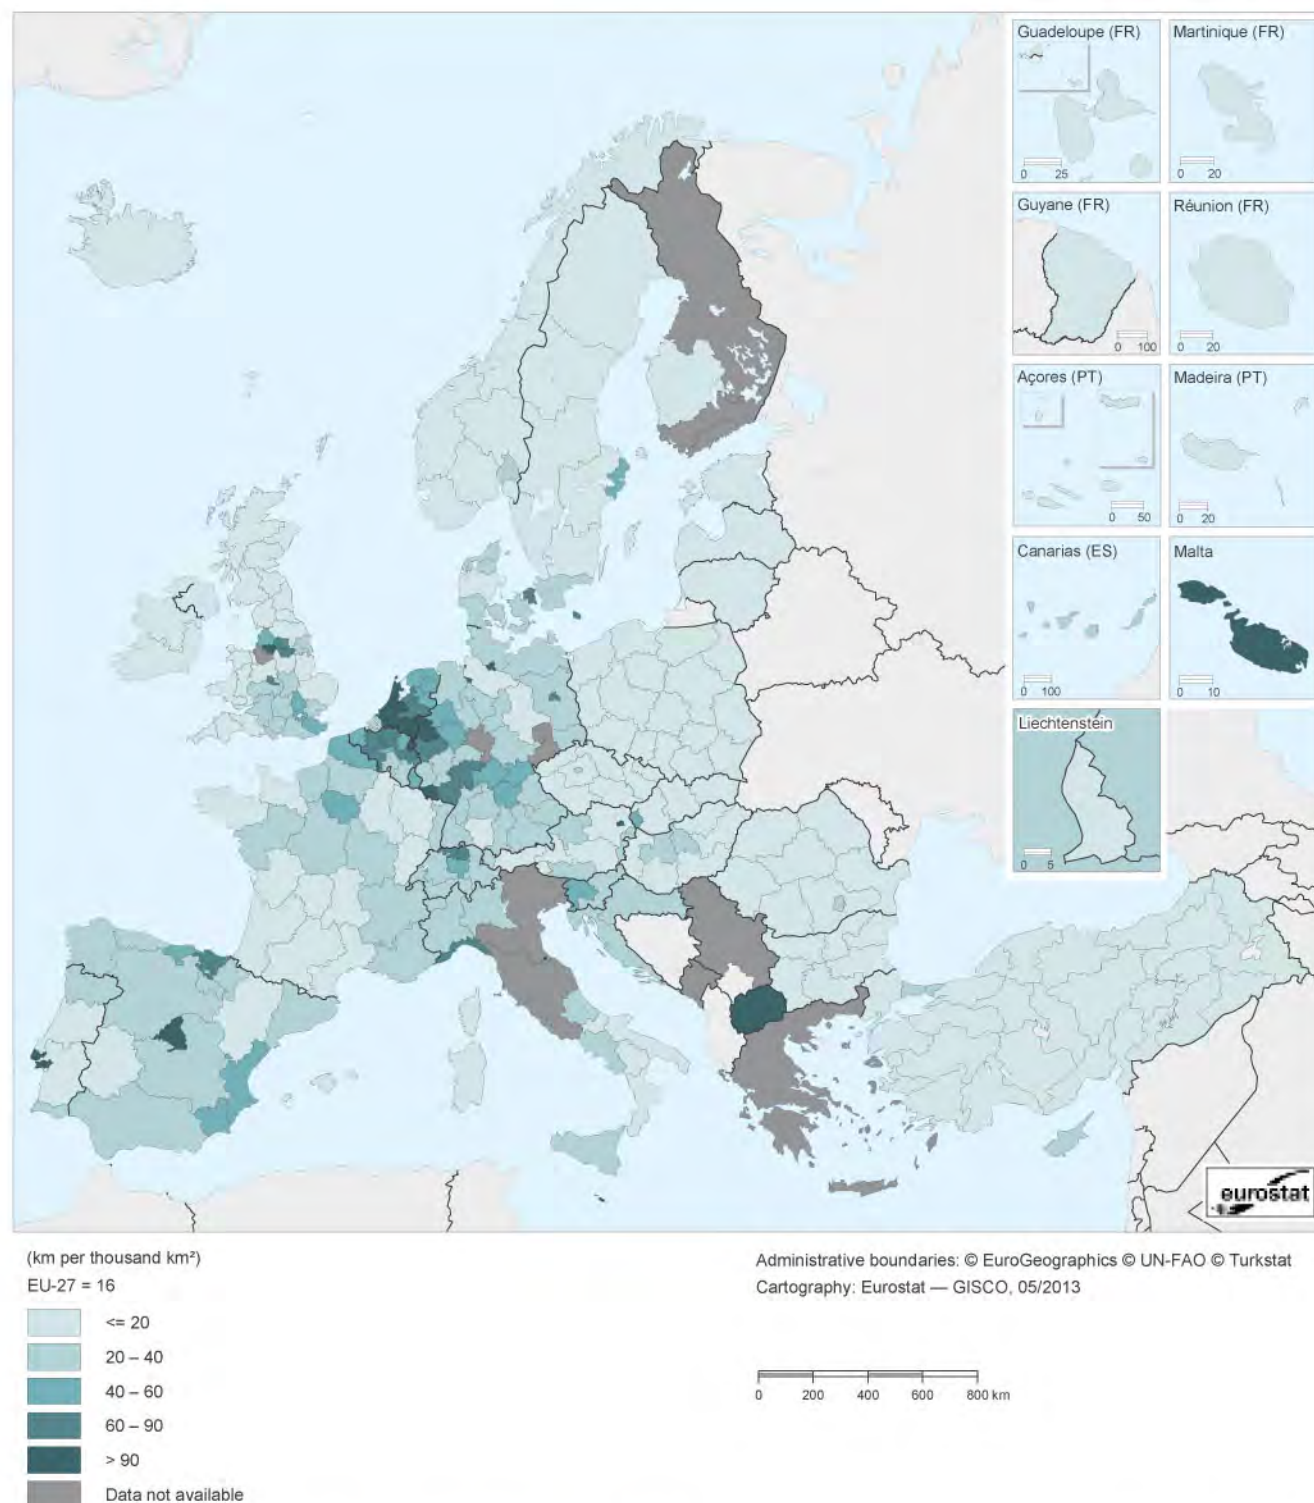 Guadeloupe (FR)
0 25
Martinique (FR)
0 20
Guyane (FR)
0 100
Réunion (FR)
0 20
Açores (PT)
0 50
Madeira (PT)
0 20
Canarias (ES)
0 100
Malta
0 10
Liechtenstein
0 5
eurostat
(km per thousand km²)
EU-27 = 16
<= 20
20 – 40
40 – 60
60 – 90
> 90
Data not available
Administrative boundaries: © EuroGeographics © UN-FAO © Turkstat
Cartography: Eurostat — GISCO, 05/2013
0 200 400 600 800 km